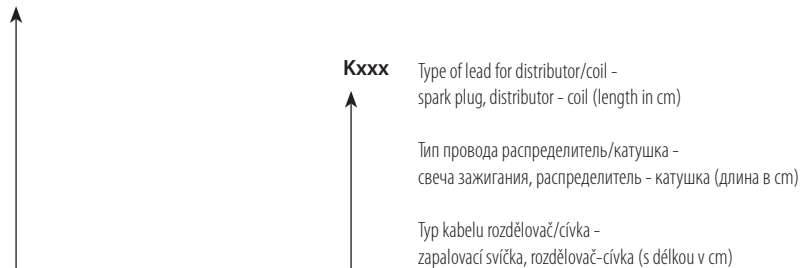 Kxxx
Type of lead for distributor/coil -
spark plug, distributor - coil (length in cm)
Тип провода распределитель/катушка -
свеча зажигания, распределитель - катушка (длина в cm)
Typ kabelu rozdělovač/cívka -
zapalovací svíčka, rozdělovač-cívka (s délkou v cm)